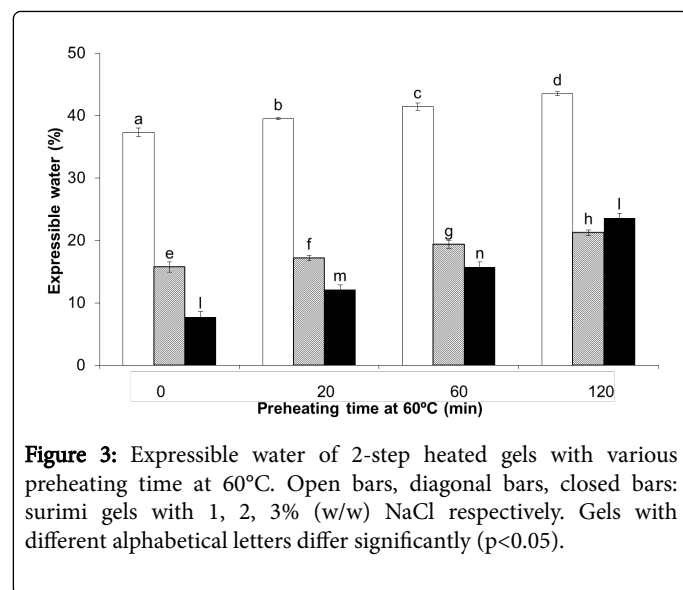 50
40
30
20
10
0
Expressible water (%)
a
b
c
d
e
f
g
h
l
m
n
l
0 20 60 120
Preheating time at 60ºC (min)
Figure 3: Expressible water of 2-step heated gels with various
preheating time at 60°C. Open bars, diagonal bars, closed bars:
surimi gels with 1, 2, 3% (w/w) NaCl respectively. Gels with
different alphabetical letters differ significantly (p<0.05).